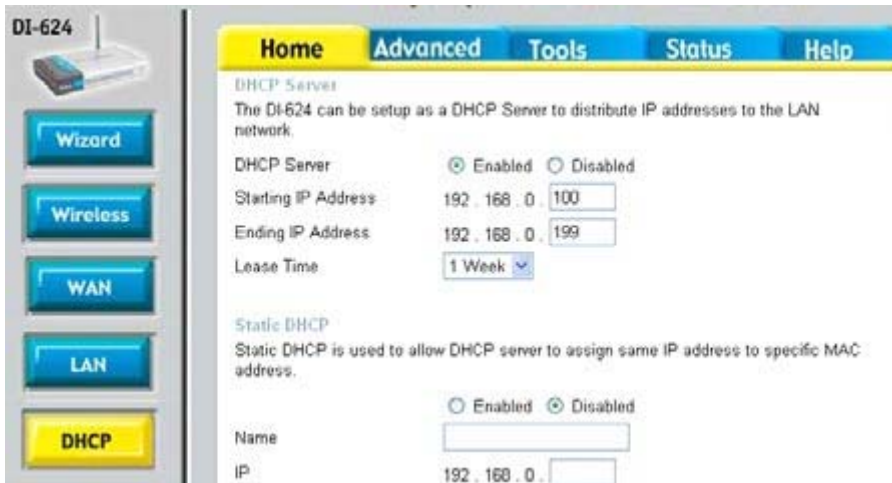 DI-624
Home Advanced Tools Status Help
Wizard
Wireless
WAN
LAN
DHCP
DHCP Server
The DI-624 can be setup as a DHCP Server to distribute IP addresses to the LAN
network.
DHCP Server Enabled Disabled
Starting IP Address 192 . 168 . 0 . 100
Ending IP Address 192 . 168 . 0 . 199
Lease Time 1 Week
Static DHCP
Static DHCP is used to allow DHCP server to assign same IP address to specific MAC
address.
Enabled Disabled
Name
IP 192 . 168 . 0 .